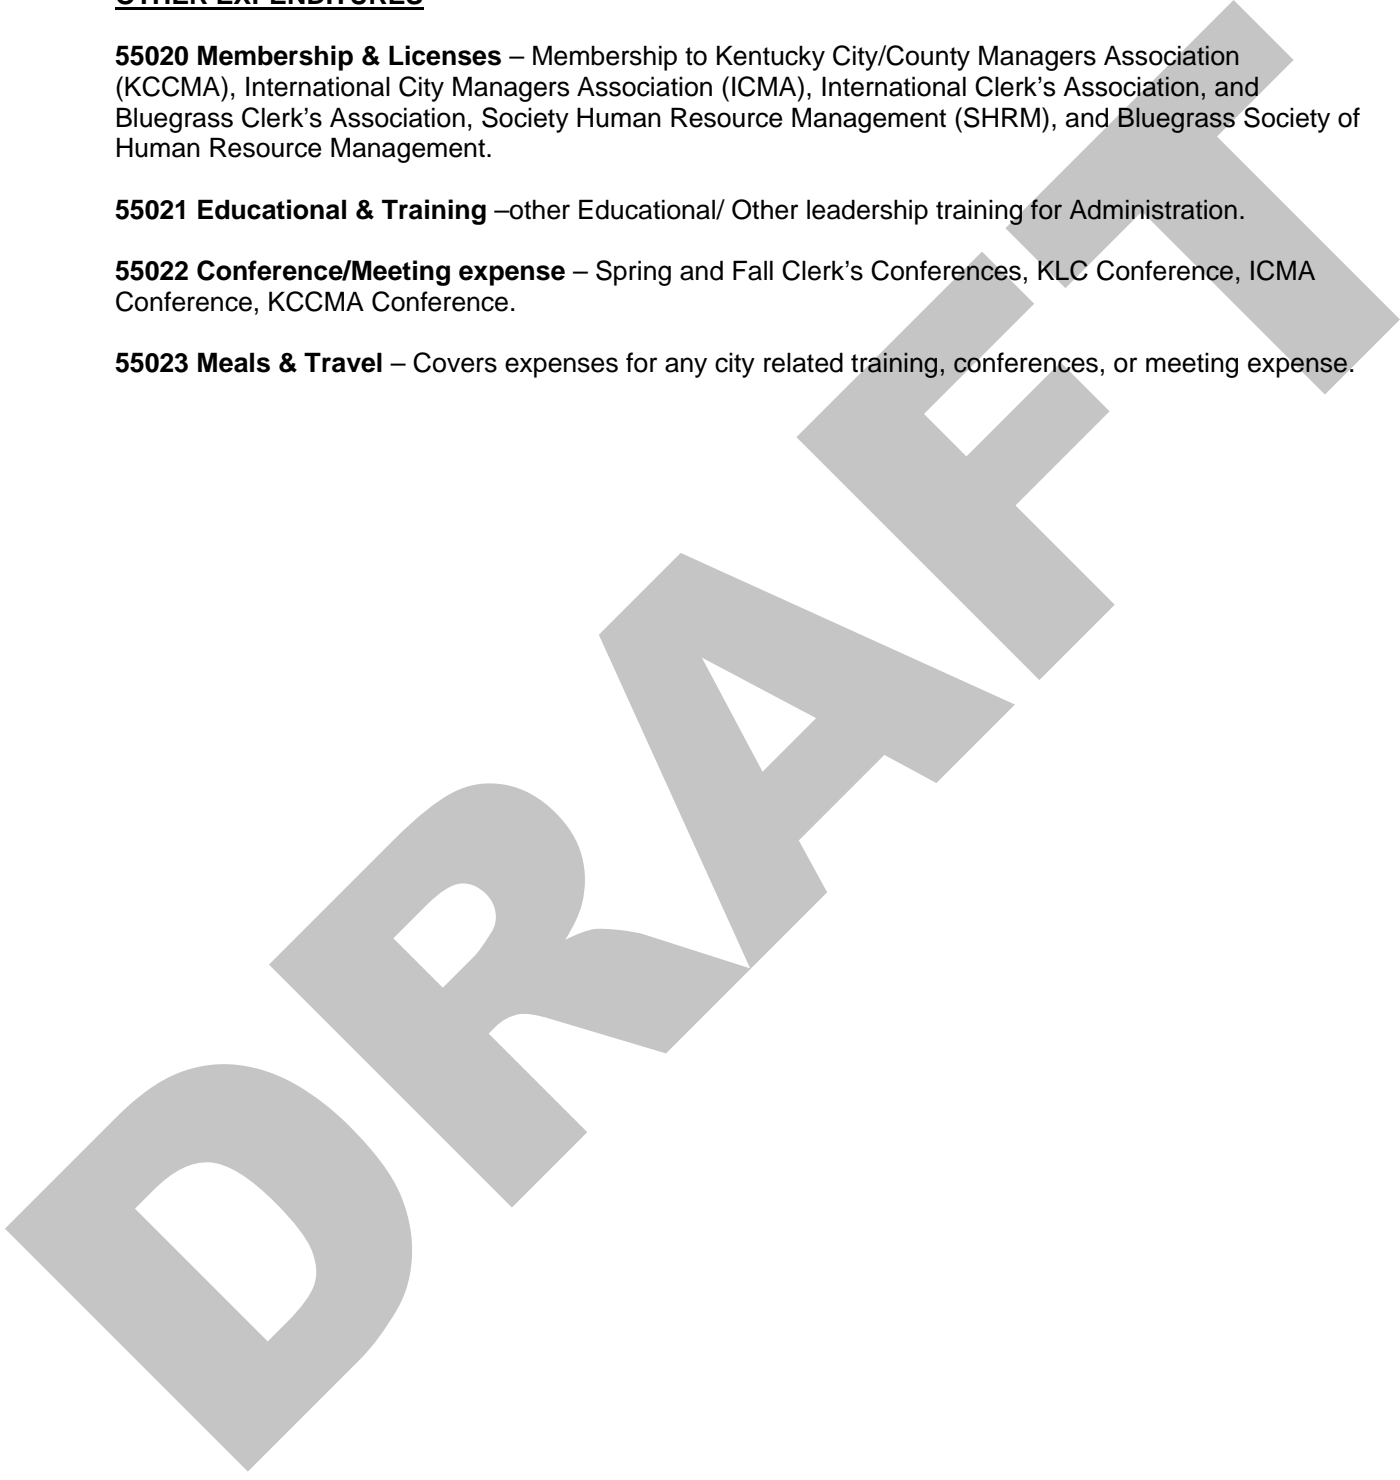 OTHER EXPENDITURES
55020 Membership & Licenses – Membership to Kentucky City/County Managers Association
(KCCMA), International City Managers Association (ICMA), International Clerk’s Association, and
Bluegrass Clerk’s Association, Society Human Resource Management (SHRM), and Bluegrass Society of
Human Resource Management.
55021 Educational & Training –other Educational/ Other leadership training for Administration.
55022 Conference/Meeting expense – Spring and Fall Clerk’s Conferences, KLC Conference, ICMA
Conference, KCCMA Conference.
55023 Meals & Travel – Covers expenses for any city related training, conferences, or meeting expense.
DRAFT